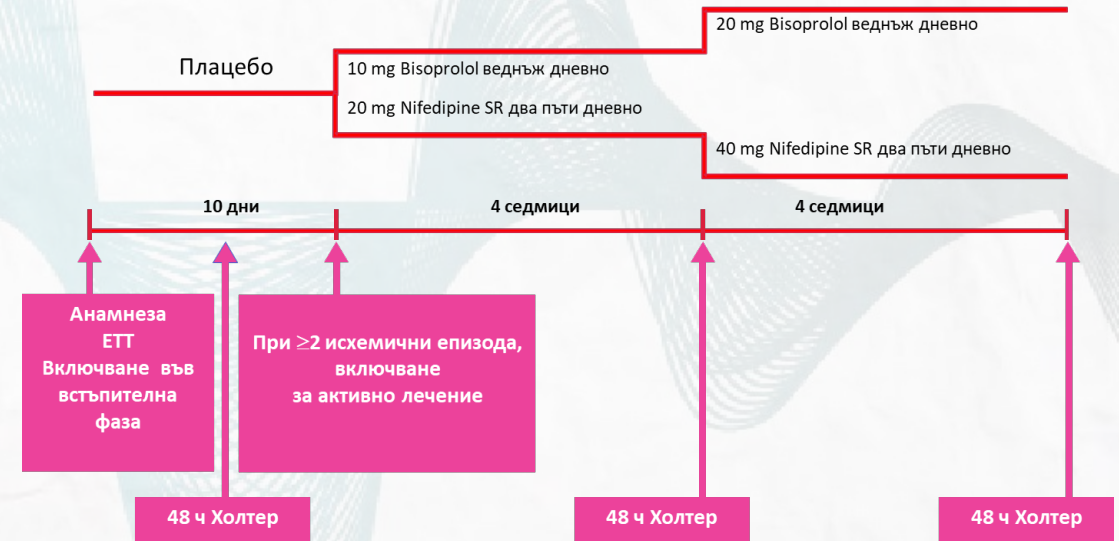 20 mg Bisoprolol веднъж дневно
Плацебо
10 mg Bisoprolol веднъж дневно
20 mg Nifedipine SR два пъти дневно
40 mg Nifedipine SR два пъти дневно
10 дни
4 седмици
4 седмици
Анамнеза
ЕТТ
Включване във
встъпителна
фаза
При ≥2 исхемични епизода,
включване
за активно лечение
48 ч Холтер
48 ч Холтер
48 ч Холтер